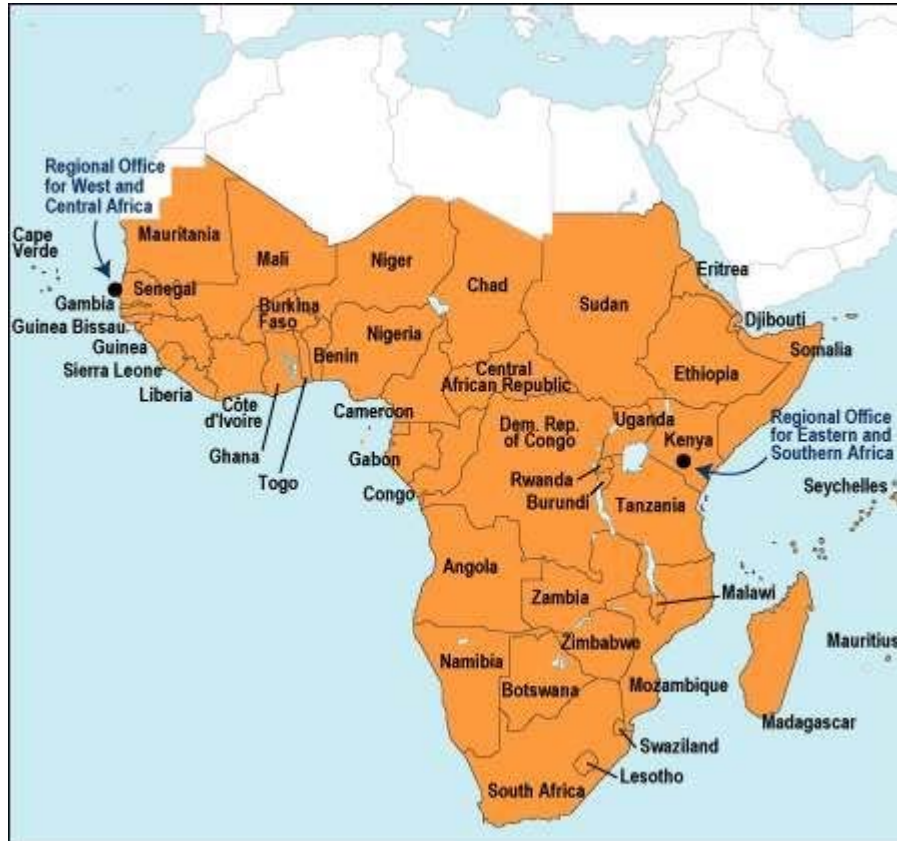 Regional Office
for West and
Central Africa
Cape
Verde
Mauritania
Mali
Niger
Chad
Sudan
Eritrea
Senegal
Gambia
Burkina
Faso
Nigeria
Djibouti
Guinea Bissau
Guinea
Benin
Somalia
Sierra Leone
Central
African Republic
Ethiopia
Liberia
Côte
d'Ivoire
Cameroon
Dem. Rep.
of Congo
Uganda
Kenya
Regional Office
for Eastern and
Southern Africa
Ghana
Gabon
Togo
Rwanda
Congo
Burundi
Tanzania
Seychelles
Angola
Zambia
Malawi
Zimbabwe
Mauritius
Namibia
Botswana
Mozambique
Madagascar
Swaziland
Lesotho
South Africa